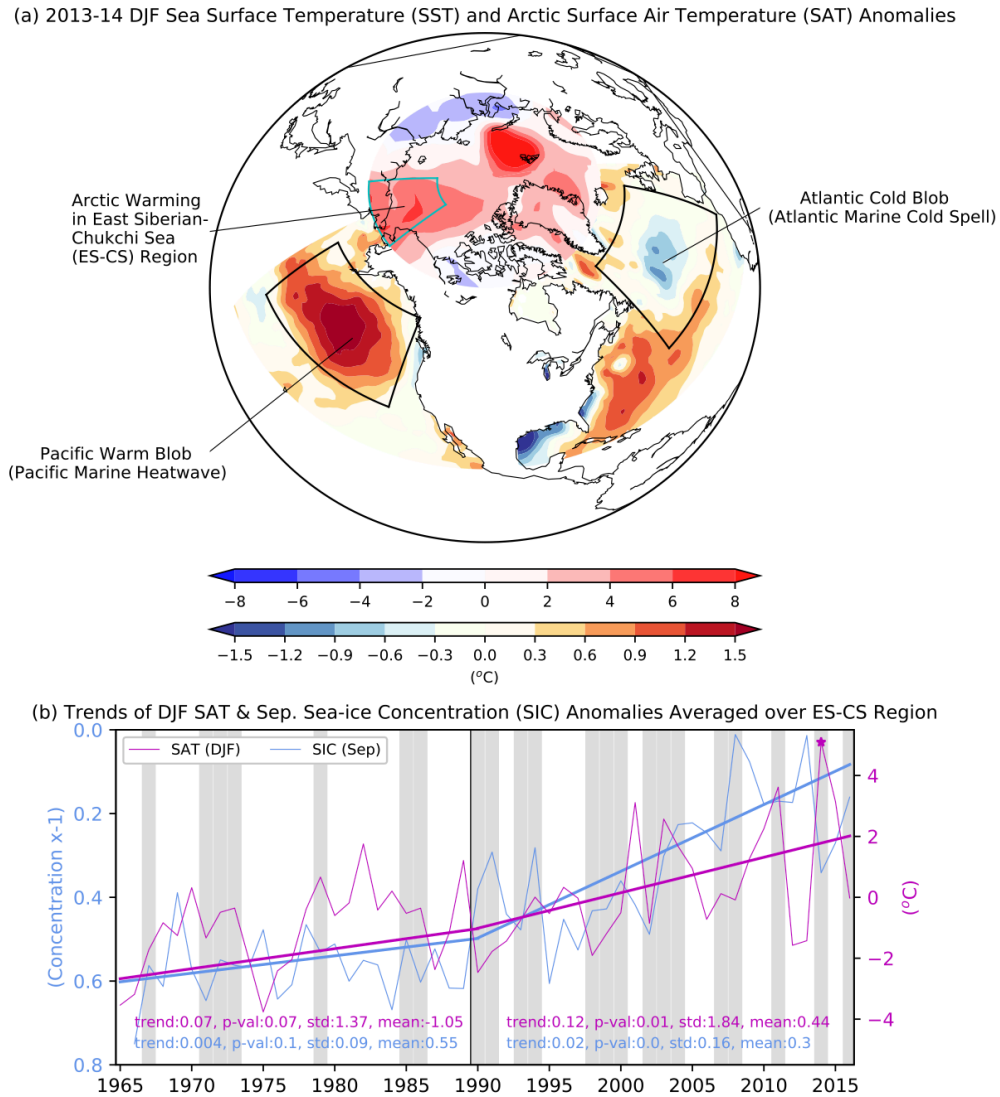 (a) 2013-14 DJF Sea Surface Temperature (SST) and Arctic Surface Air Temperature (SAT) Anomalies
Arctic Warming
in East Siberian-
Chukchi Sea
(ES-CS) Region
Atlantic Cold Blob
(Atlantic Marine Cold Spell)
Pacific Warm Blob
(Pacific Marine Heatwave)
−8 −6 −4 −2 0 2 4 6 8
−1.5 −1.2 −0.9 −0.6 −0.3 0.0 0.3 0.6 0.9 1.2 1.5
(°C)
(b) Trends of DJF SAT & Sep. Sea-ice Concentration (SIC) Anomalies Averaged over ES-CS Region
SAT (DJF) SIC (Sep)
0.0
0.2
0.4
0.6
0.8
(Concentration x-1)
4
2
0
−2
−4
(°C)
trend:0.07, p-val:0.07, std:1.37, mean:-1.05
trend:0.004, p-val:0.1, std:0.09, mean:0.55
trend:0.12, p-val:0.01, std:1.84, mean:0.44
trend:0.02, p-val:0.0, std:0.16, mean:0.3
1965 1970 1975 1980 1985 1990 1995 2000 2005 2010 2015